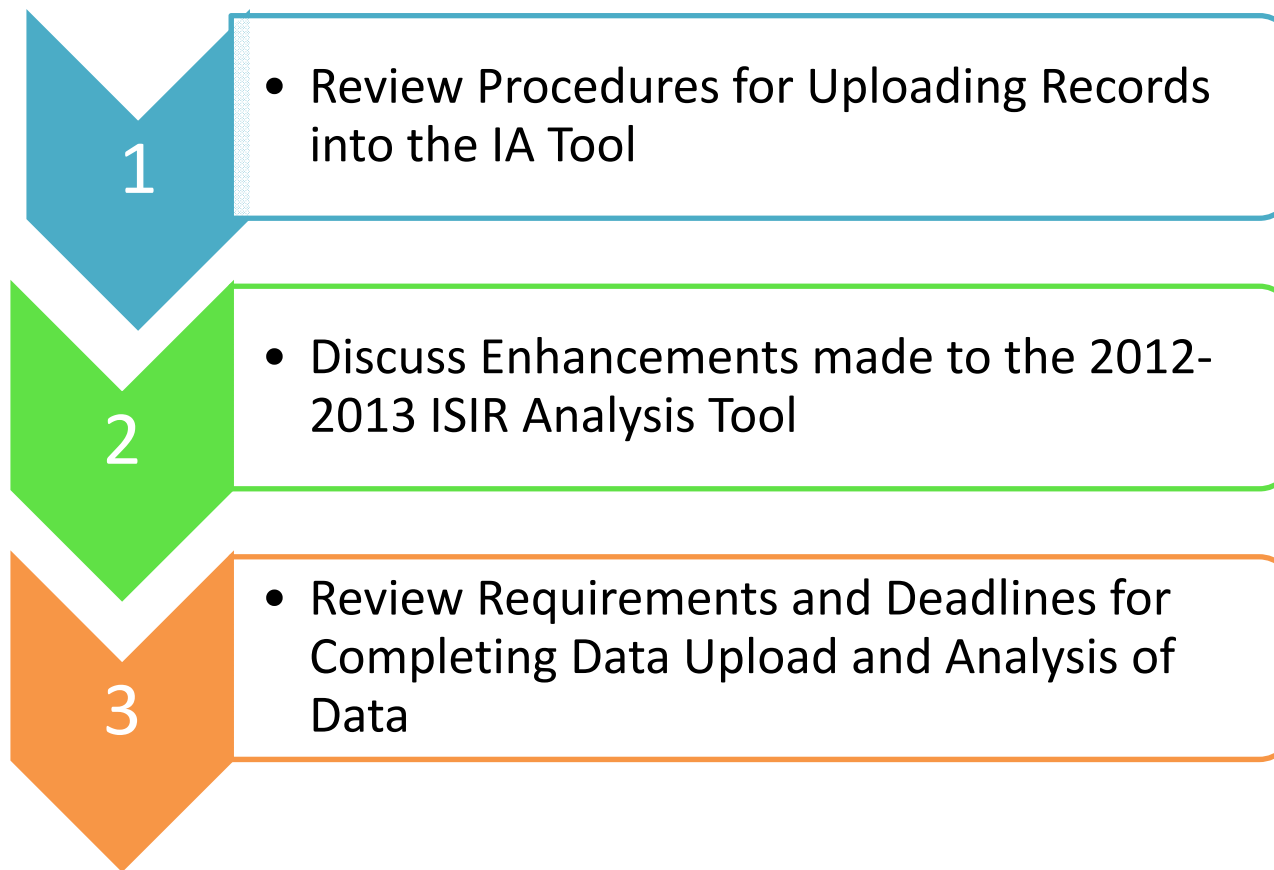 1
• Review Procedures for Uploading Records
into the IA Tool
2
• Discuss Enhancements made to the 2012-
2013 ISIR Analysis Tool
3
• Review Requirements and Deadlines for
Completing Data Upload and Analysis of
Data